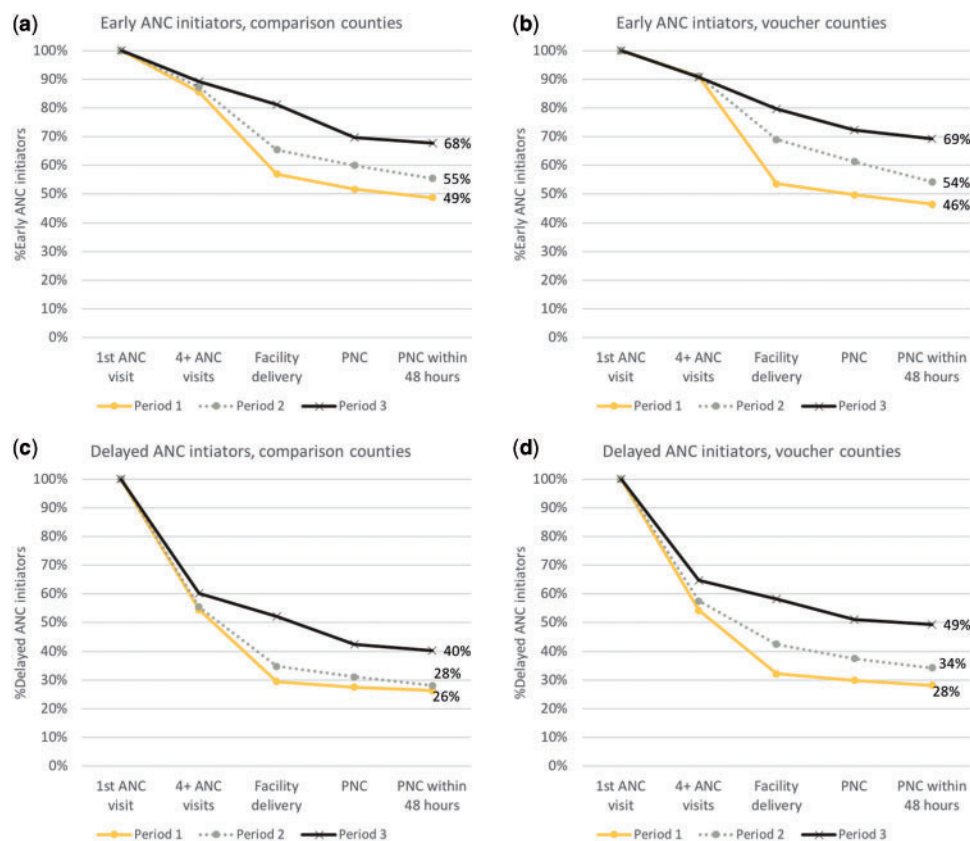 (a) Early ANC initiators, comparison counties
%Early ANC initiators
100%
90%
80%
70%
60%
50%
40%
30%
20%
10%
0%
68%
55%
49%
1st ANC visit
4+ ANC visits
Facility delivery
PNC
PNC within 48 hours
Period 1 Period 2 Period 3
(b) Early ANC intiators, voucher counties
%Early ANC initiators
100%
90%
80%
70%
60%
50%
40%
30%
20%
10%
0%
69%
54%
46%
1st ANC visit
4+ ANC visits
Facility delivery
PNC
PNC within 48 hours
Period 1 Period 2 Period 3
(c) Delayed ANC intiators, comparison counties
%Delayed ANC initiators
100%
90%
80%
70%
60%
50%
40%
30%
20%
10%
0%
40%
28%
26%
1st ANC visit
4+ ANC visits
Facility delivery
PNC
PNC within 48 hours
Period 1 Period 2 Period 3
(d) Delayed ANC initiators, voucher counties
%Delayed ANC initiators
100%
90%
80%
70%
60%
50%
40%
30%
20%
10%
0%
49%
34%
28%
1st ANC visit
4+ ANC visits
Facility delivery
PNC
PNC within 48 hours
Period 1 Period 2 Period 3